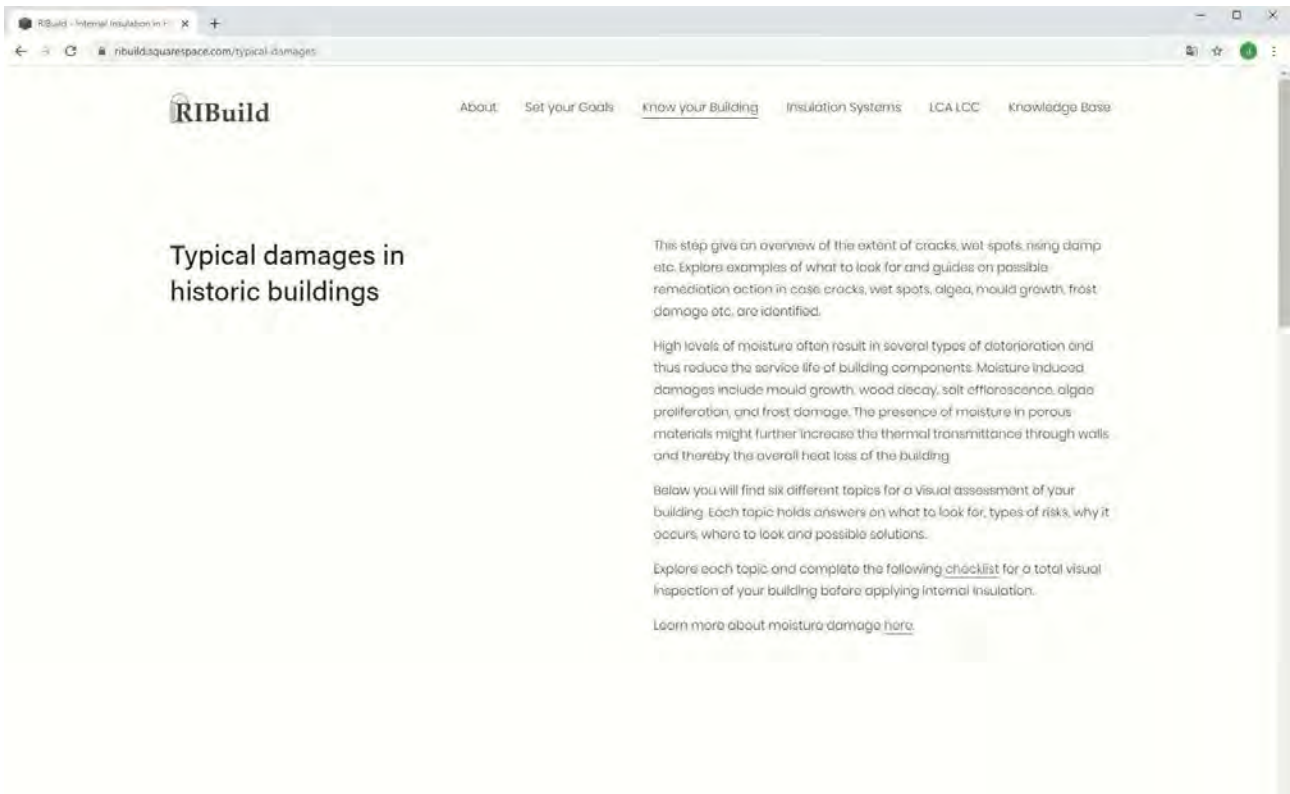 RIBuild - Internal Insulation in H
ribuild.squarespace.com/typical-damages
RIBuild
About Set your Goals Know your Building Insulation Systems LCA LCC Knowledge Base
Typical damages in
historic buildings
This step give an overview of the extent of cracks, wet spots, rising damp
etc. Explore examples of what to look for and guides on possible
remediation action in case cracks, wet spots, algea, mould growth, frost
damage etc. are identified.
High levels of moisture often result in several types of deterioration and
thus reduce the service life of building components. Moisture induced
damages include mould growth, wood decay, salt efflorescence, algae
proliferation, and frost damage. The presence of moisture in porous
materials might further increase the thermal transmittance through walls
and thereby the overall heat loss of the building
Below you will find six different topics for a visual assessment of your
building. Each topic holds answers on what to look for, types of risks, why it
occurs, where to look and possible solutions.
Explore each topic and complete the following checklist for a total visual
inspection of your building before applying internal insulation.
Learn more about moisture damage here.